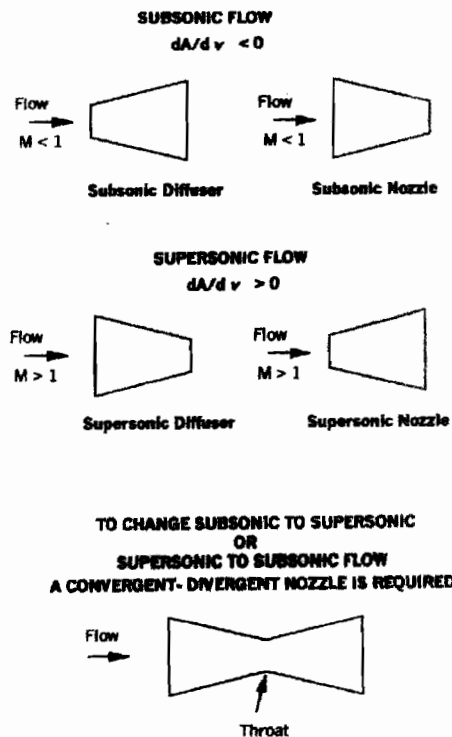 SUBSONIC FLOW
dA/d v < 0
Flow
M < 1
Subsonic Diffuser
Flow
M < 1
Subsonic Nozzle
SUPERSONIC FLOW
dA/d v > 0
Flow
M > 1
Supersonic Diffuser
Flow
M > 1
Supersonic Nozzle
TO CHANGE SUBSONIC TO SUPERSONIC
OR
SUPERSONIC TO SUBSONIC FLOW
A CONVERGENT- DIVERGENT NOZZLE IS REQUIRED
Flow
Throat